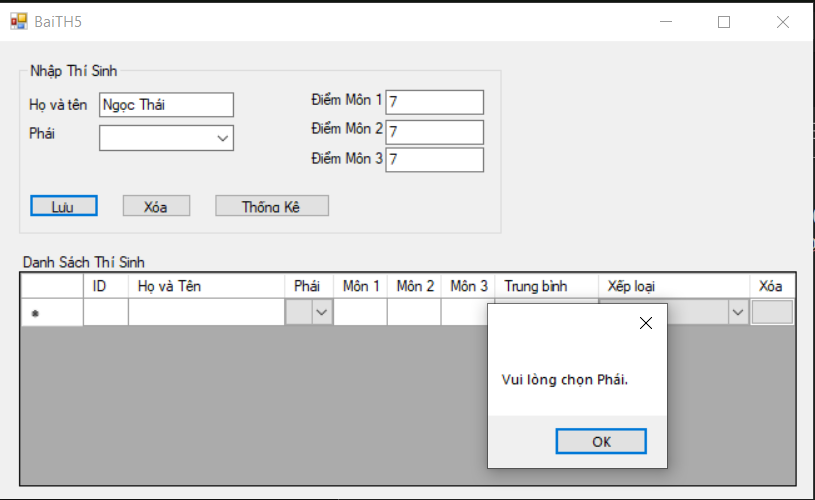 BaiTH5
Nhập Thí Sinh
Họ và tên Ngọc Thái
Phái
Điểm Môn 1 7
Điểm Môn 2 7
Điểm Môn 3 7
Lưu Xóa Thống Kê
Danh Sách Thí Sinh
ID Họ và Tên Phái Môn 1 Môn 2 Môn 3 Trung bình Xếp loại Xóa
Vui lòng chọn Phái.
OK